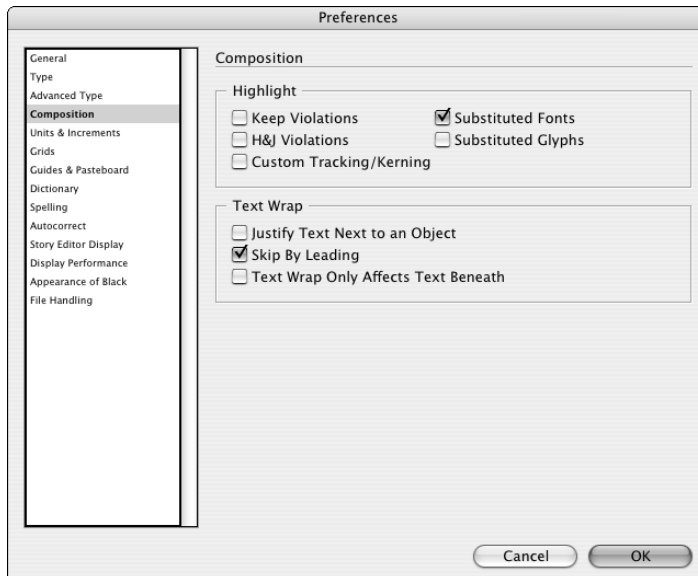 Preferences
General
Type
Advanced Type
Composition
Units & Increments
Grids
Guides & Pasteboard
Dictionary
Spelling
Autocorrect
Story Editor Display
Display Performance
Appearance of Black
File Handling
Composition
Highlight
Keep Violations
Substituted Fonts
H&J Violations
Substituted Glyphs
Custom Tracking/Kerning
Text Wrap
Justify Text Next to an Object
Skip By Leading
Text Wrap Only Affects Text Beneath
Cancel
OK